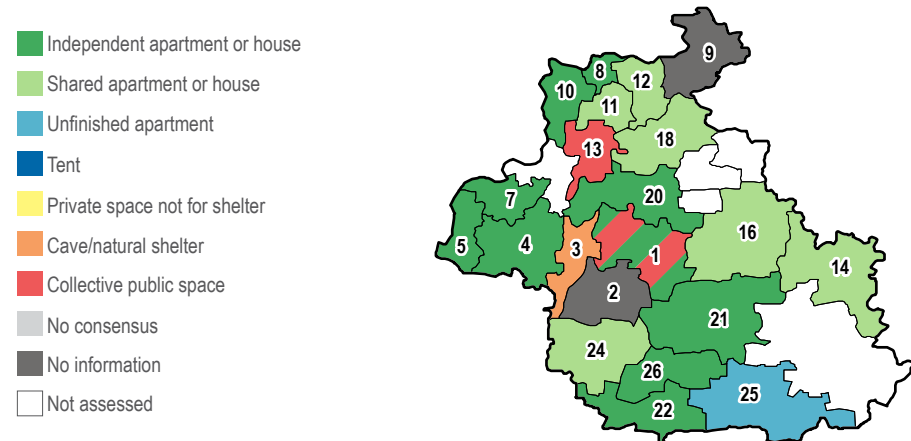 Independent apartment or house
Shared apartment or house
Unfinished apartment
Tent
Private space not for shelter
Cave/natural shelter
Collective public space
No consensus
No information
Not assessed
9
8
12
10
11
13
18
7
20
5
4
3
1
16
14
2
21
24
26
25
22